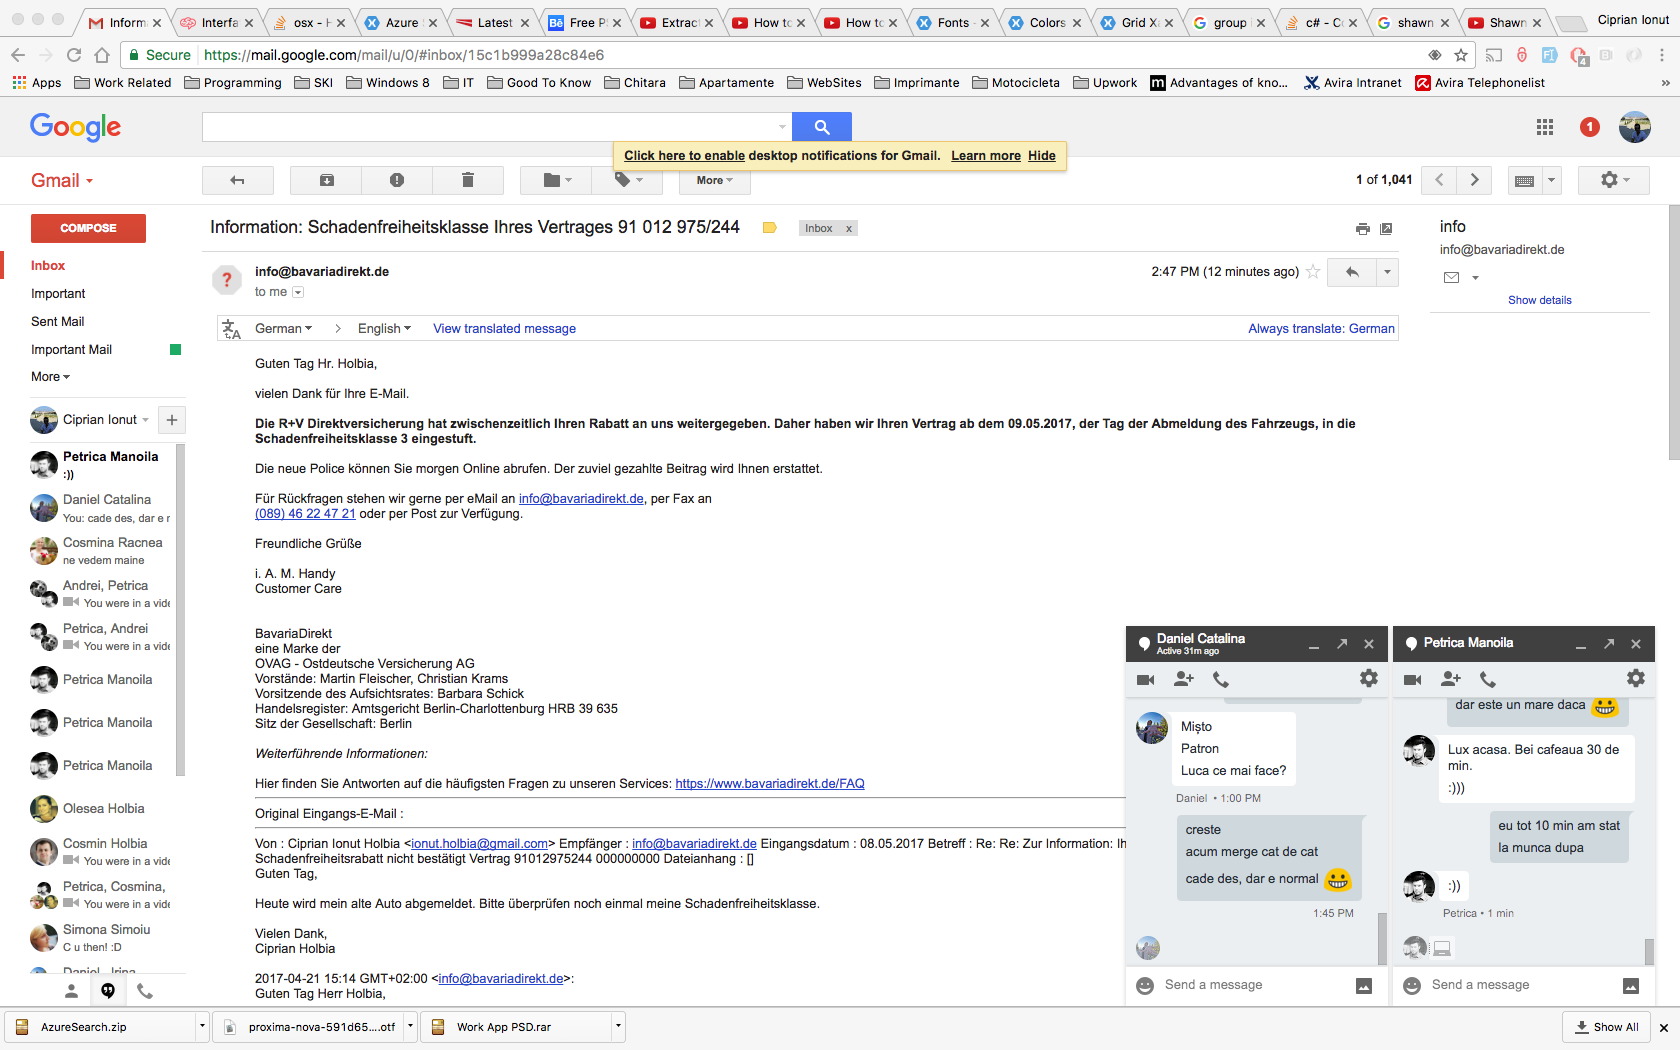 Inform
Interfa
osx - H
Azure
Latest
Free P
Extract
How to
How to
Fonts -
Colors
Grid Xa
group
c# - Co
shawn
Shawn
Ciprian Ionut
Secure https://mail.google.com/mail/u/0/#inbox/15c1b999a28c84e6
Apps Work Related Programming SKI Windows 8 IT Good To Know Chitara Apartamente WebSites Imprimante Motocicleta Upwork Advantages of kno... Avira Intranet Avira Telephonelist
Google
1
Click here to enable desktop notifications for Gmail. Learn more Hide
Gmail
More
1 of 1,041
COMPOSE
Inbox
Important
Sent Mail
Important Mail
More
Ciprian Ionut
Petrica Manoila
:))
Daniel Catalina
You: cade des, dar e r
Cosmina Racnea
ne vedem maine
Andrei, Petrica
You were in a vide
Petrica, Andrei
You were in a vide
Petrica Manoila
Petrica Manoila
Petrica Manoila
Olesea Holbia
Cosmin Holbia
You were in a vide
Petrica, Cosmina,
You were in a vide
Simona Simoiu
C u then! :D
Daniel, Irina
Information: Schadenfreiheitsklasse Ihres Vertrages 91 012 975/244
Inbox x
info@bavariadirekt.de
to me
2:47 PM (12 minutes ago)
German > English View translated message
Always translate: German
Guten Tag Hr. Holbia,
vielen Dank für Ihre E-Mail.
Die R+V Direktversicherung hat zwischenzeitlich Ihren Rabatt an uns weitergegeben. Daher haben wir Ihren Vertrag ab dem 09.05.2017, der Tag der Abmeldung des Fahrzeugs, in die
Schadenfreiheitsklasse 3 eingestuft.
Die neue Police können Sie morgen Online abrufen. Der zuviel gezahlte Beitrag wird Ihnen erstattet.
Für Rückfragen stehen wir gerne per eMail an info@bavariadirekt.de, per Fax an
(089) 46 22 47 21 oder per Post zur Verfügung.
Freundliche Grüße
i. A. M. Handy
Customer Care
BavariaDirekt
eine Marke der
OVAG - Ostdeutsche Versicherung AG
Vorstände: Martin Fleischer, Christian Krams
Vorsitzende des Aufsichtsrates: Barbara Schick
Handelsregister: Amtsgericht Berlin-Charlottenburg HRB 39 635
Sitz der Gesellschaft: Berlin
Weiterführende Informationen:
Hier finden Sie Antworten auf die häufigsten Fragen zu unseren Services: https://www.bavariadirekt.de/FAQ
Original Eingangs-E-Mail :
Von : Ciprian Ionut Holbia <ionut.holbia@gmail.com> Empfänger : info@bavariadirekt.de Eingangsdatum : 08.05.2017 Betreff : Re: Re: Zur Information: Ih
Schadenfreiheitsrabatt nicht bestätigt Vertrag 91012975244 000000000 Dateianhang : []
Guten Tag,
Heute wird mein alte Auto abgemeldet. Bitte überprüfen noch einmal meine Schadenfreiheitsklasse.
Vielen Dank,
Ciprian Holbia
2017-04-21 15:14 GMT+02:00 <info@bavariadirekt.de>:
Guten Tag Herr Holbia,
info
info@bavariadirekt.de
Show details
Daniel Catalina
Active 31m ago
Mișto
Patron
Luca ce mai face?
Daniel • 1:00 PM
creste
acum merge cat de cat
cade des, dar e normal
1:45 PM
Send a message
Petrica Manoila
dar este un mare daca
Lux acasa. Bei cafeaua 30 de
min.
:)))
eu tot 10 min am stat
la munca dupa
:))
Petrica • 1 min
Send a message
AzureSearch.zip
proxima-nova-591d65....otf
Work App PSD.rar
Show All